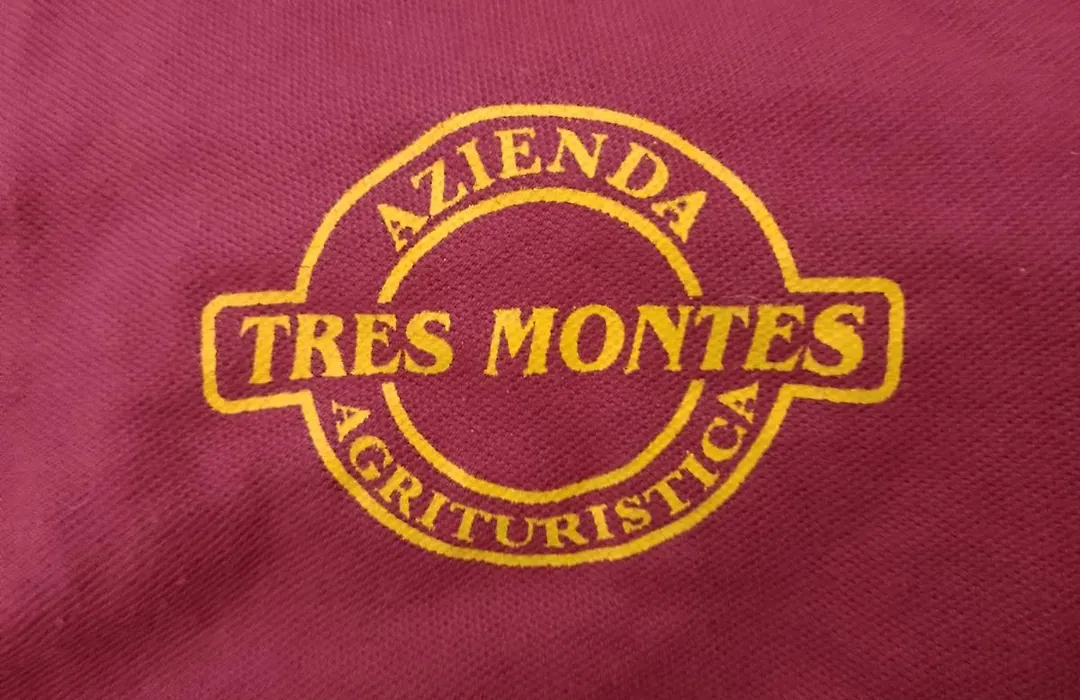 AZIENDA
TRES MONTES
AGRITURISTICA